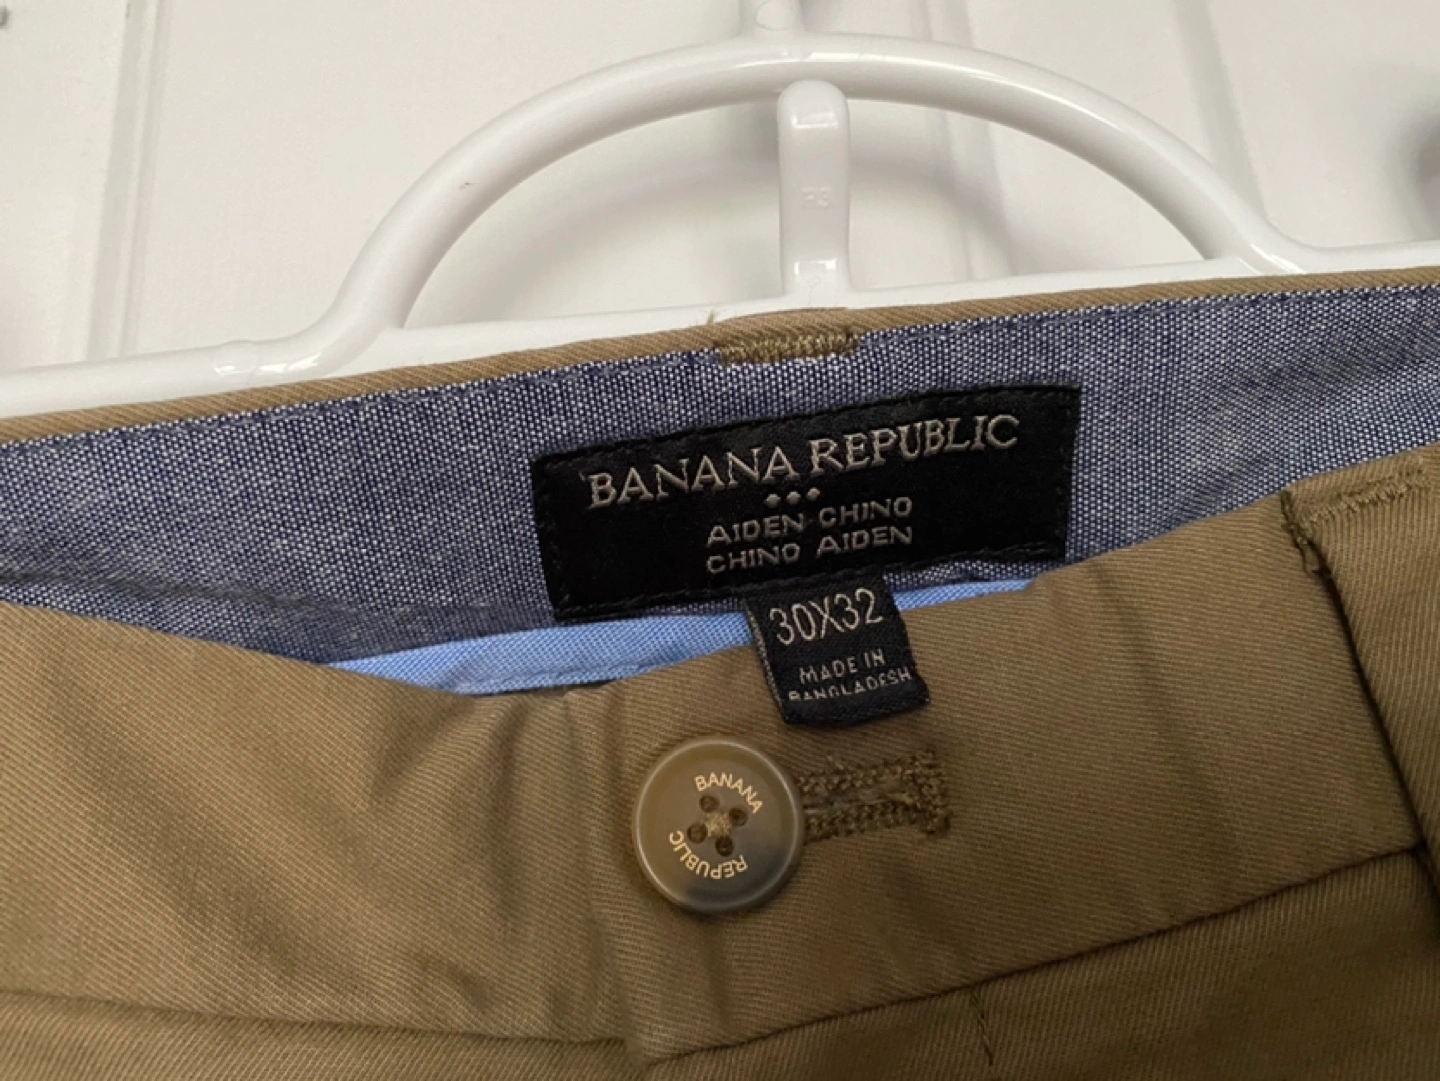 BANANA REPUBLIC
AIDEN CHINO
CHINO AIDEN
30X32
MADE IN
BANGLADESH
BANANA
REPUBLIC